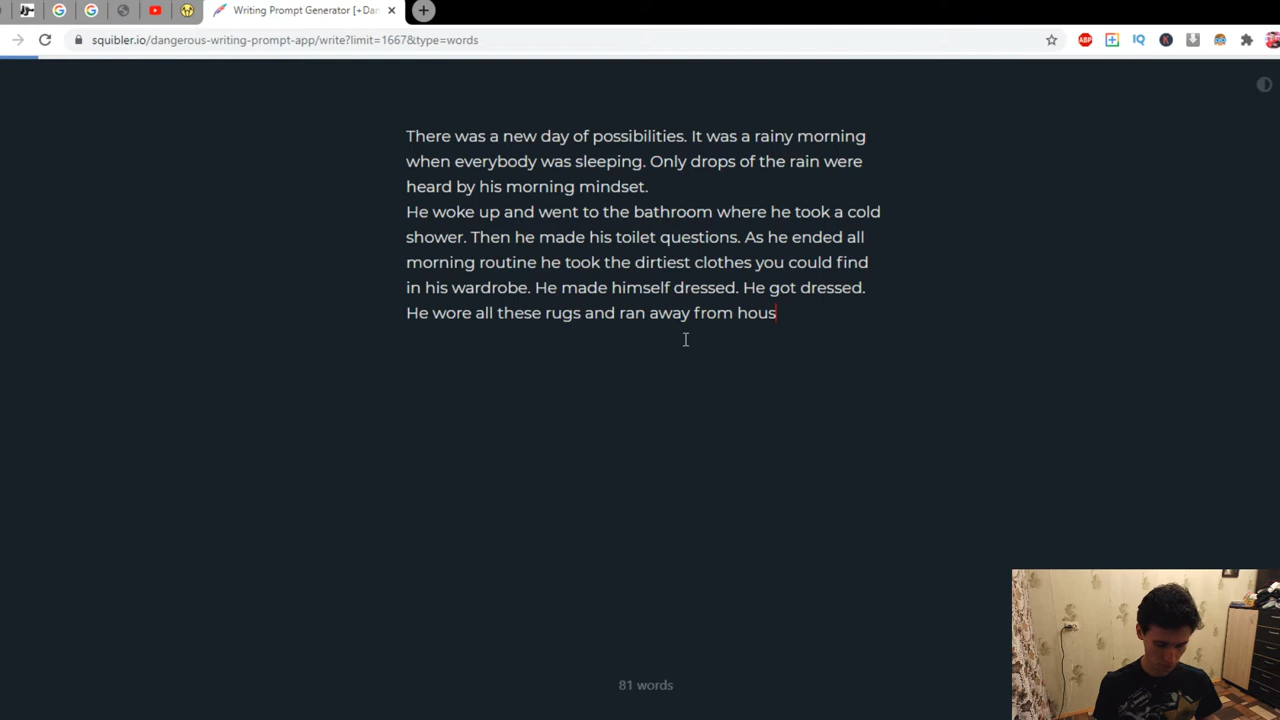 Writing Prompt Generator [+Dan
squibler.io/dangerous-writing-prompt-app/write?limit=1667&type=words
ABP
IQ
K
There was a new day of possibilities. It was a rainy morning
when everybody was sleeping. Only drops of the rain were
heard by his morning mindset.
He woke up and went to the bathroom where he took a cold
shower. Then he made his toilet questions. As he ended all
morning routine he took the dirtiest clothes you could find
in his wardrobe. He made himself dressed. He got dressed.
He wore all these rugs and ran away from hous
81 words